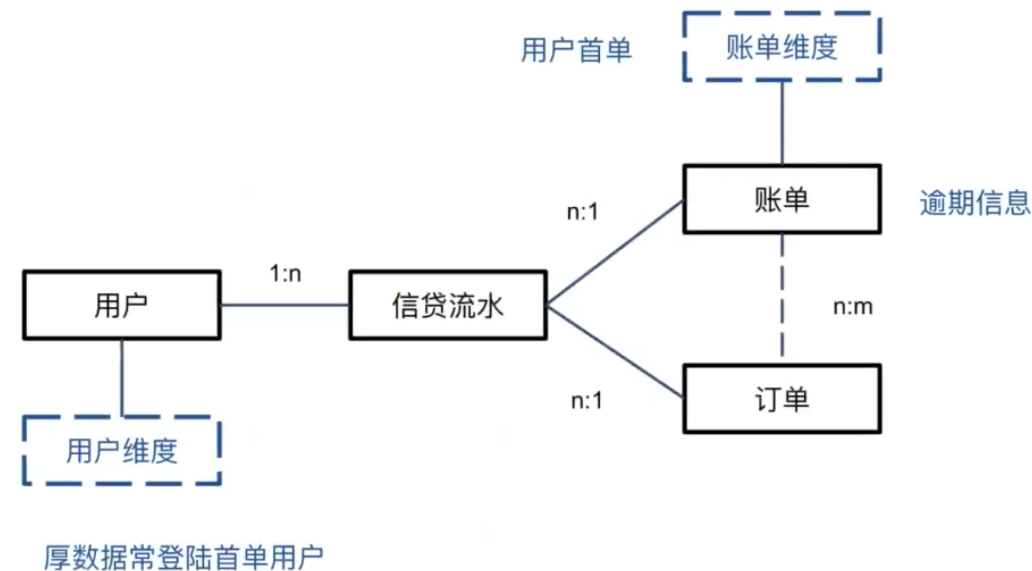 用户首单
账单维度
账单
逾期信息
n:1
1:n
用户
信贷流水
n:m
n:1
订单
用户维度
厚数据常登陆首单用户